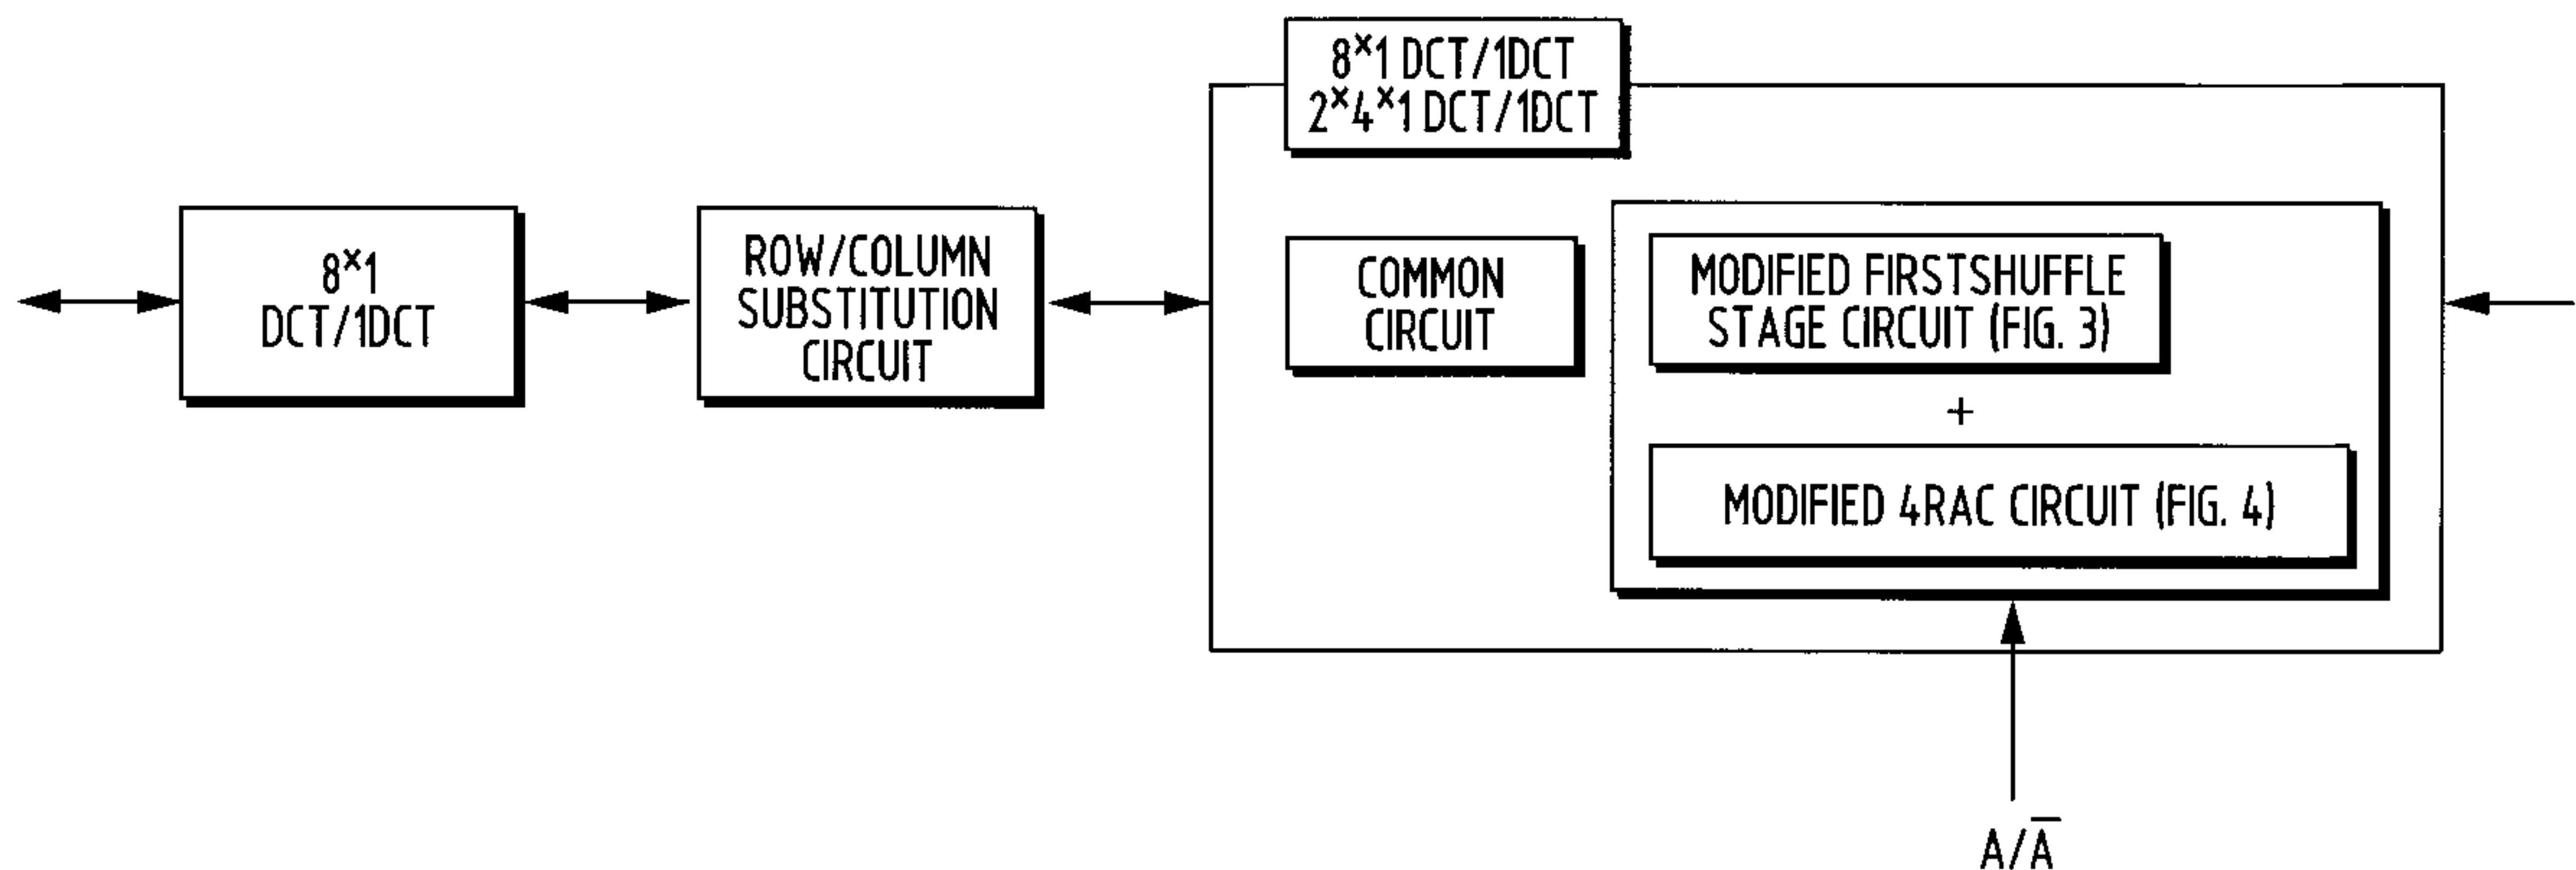 8×1 DCT/1DCT
2×4×1 DCT/1DCT
8×1
DCT/1DCT
ROW/COLUMN
SUBSTITUTION
CIRCUIT
COMMON
CIRCUIT
MODIFIED FIRSTSHUFFLE
STAGE CIRCUIT (FIG. 3)
+
MODIFIED 4RAC CIRCUIT (FIG. 4)
A/A̅